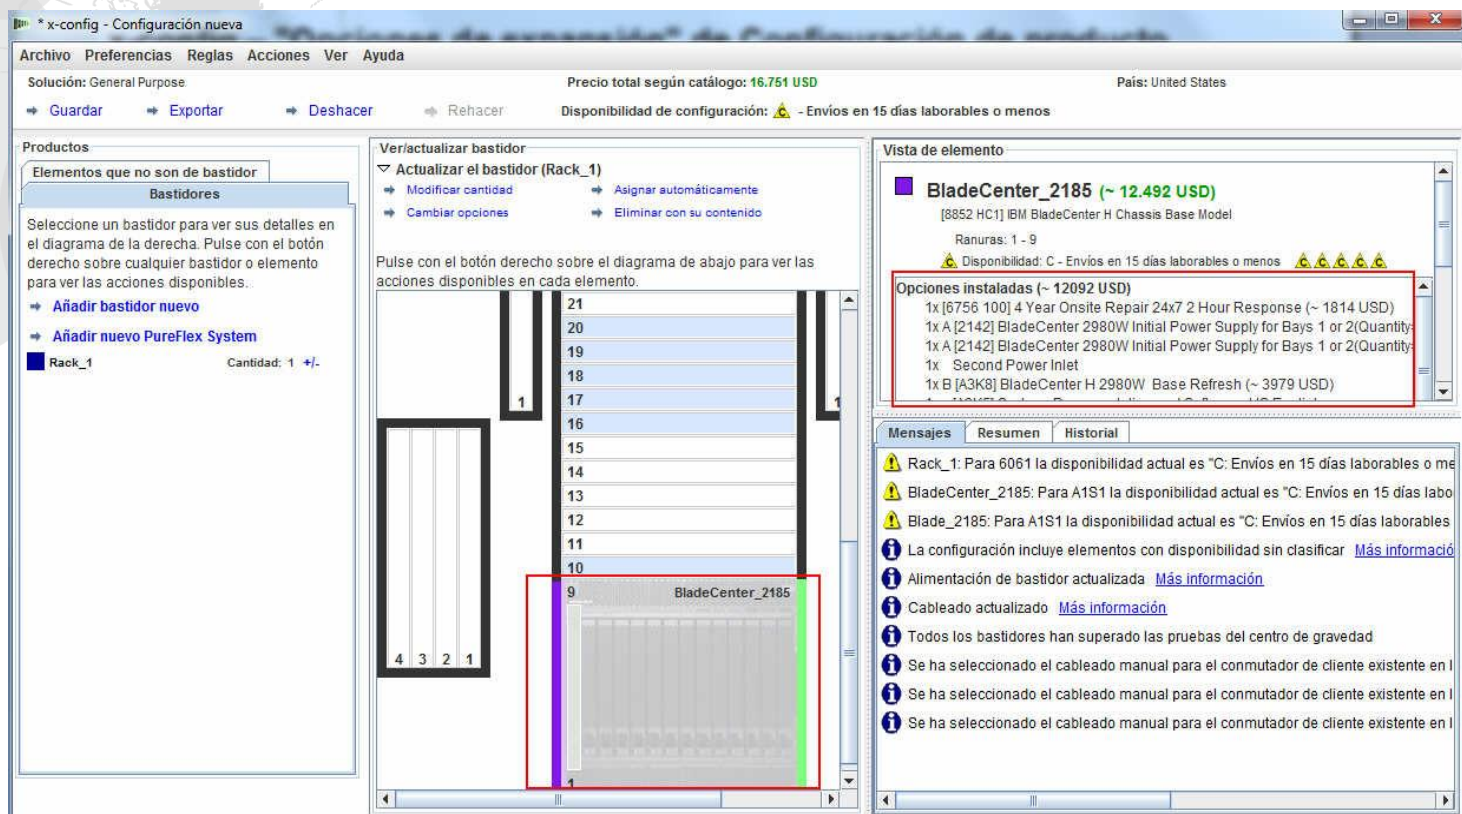 * x-config - Configuración nueva
Archivo Preferencias Reglas Acciones Ver Ayuda
Solución: General Purpose
Precio total según catálogo: 16.751 USD
País: United States
Guardar Exportar Deshacer Rehacer
Disponibilidad de configuración: C - Envíos en 15 días laborables o menos
Productos
Elementos que no son de bastidor
Bastidores
Seleccione un bastidor para ver sus detalles en
el diagrama de la derecha. Pulse con el botón
derecho sobre cualquier bastidor o elemento
para ver las acciones disponibles.
Añadir bastidor nuevo
Añadir nuevo PureFlex System
Rack_1 Cantidad: 1 +/-
Ver/actualizar bastidor
Actualizar el bastidor (Rack_1)
Modificar cantidad Asignar automáticamente
Cambiar opciones Eliminar con su contenido
Pulse con el botón derecho sobre el diagrama de abajo para ver las
acciones disponibles en cada elemento.
21
20
19
18
1 17 1
16
15
14
13
12
11
10
9 BladeCenter_2185
4 3 2 1
1
Vista de elemento
BladeCenter_2185 (~ 12.492 USD)
[8852 HC1] IBM BladeCenter H Chassis Base Model
Ranuras: 1 - 9
C Disponibilidad: C - Envíos en 15 días laborables o menos C C C C C
Opciones instaladas (~ 12092 USD)
1x [6756 100] 4 Year Onsite Repair 24x7 2 Hour Response (~ 1814 USD)
1x A [2142] BladeCenter 2980W Initial Power Supply for Bays 1 or 2(Quantity
1x A [2142] BladeCenter 2980W Initial Power Supply for Bays 1 or 2(Quantity
1x Second Power Inlet
1x B [A3K8] BladeCenter H 2980W Base Refresh (~ 3979 USD)
Mensajes Resumen Historial
Rack_1: Para 6061 la disponibilidad actual es "C: Envíos en 15 días laborables o me
BladeCenter_2185: Para A1S1 la disponibilidad actual es "C: Envíos en 15 días labo
Blade_2185: Para A1S1 la disponibilidad actual es "C: Envíos en 15 días laborables
La configuración incluye elementos con disponibilidad sin clasificar Más informació
Alimentación de bastidor actualizada Más información
Cableado actualizado Más información
Todos los bastidores han superado las pruebas del centro de gravedad
Se ha seleccionado el cableado manual para el conmutador de cliente existente en l
Se ha seleccionado el cableado manual para el conmutador de cliente existente en l
Se ha seleccionado el cableado manual para el conmutador de cliente existente en l